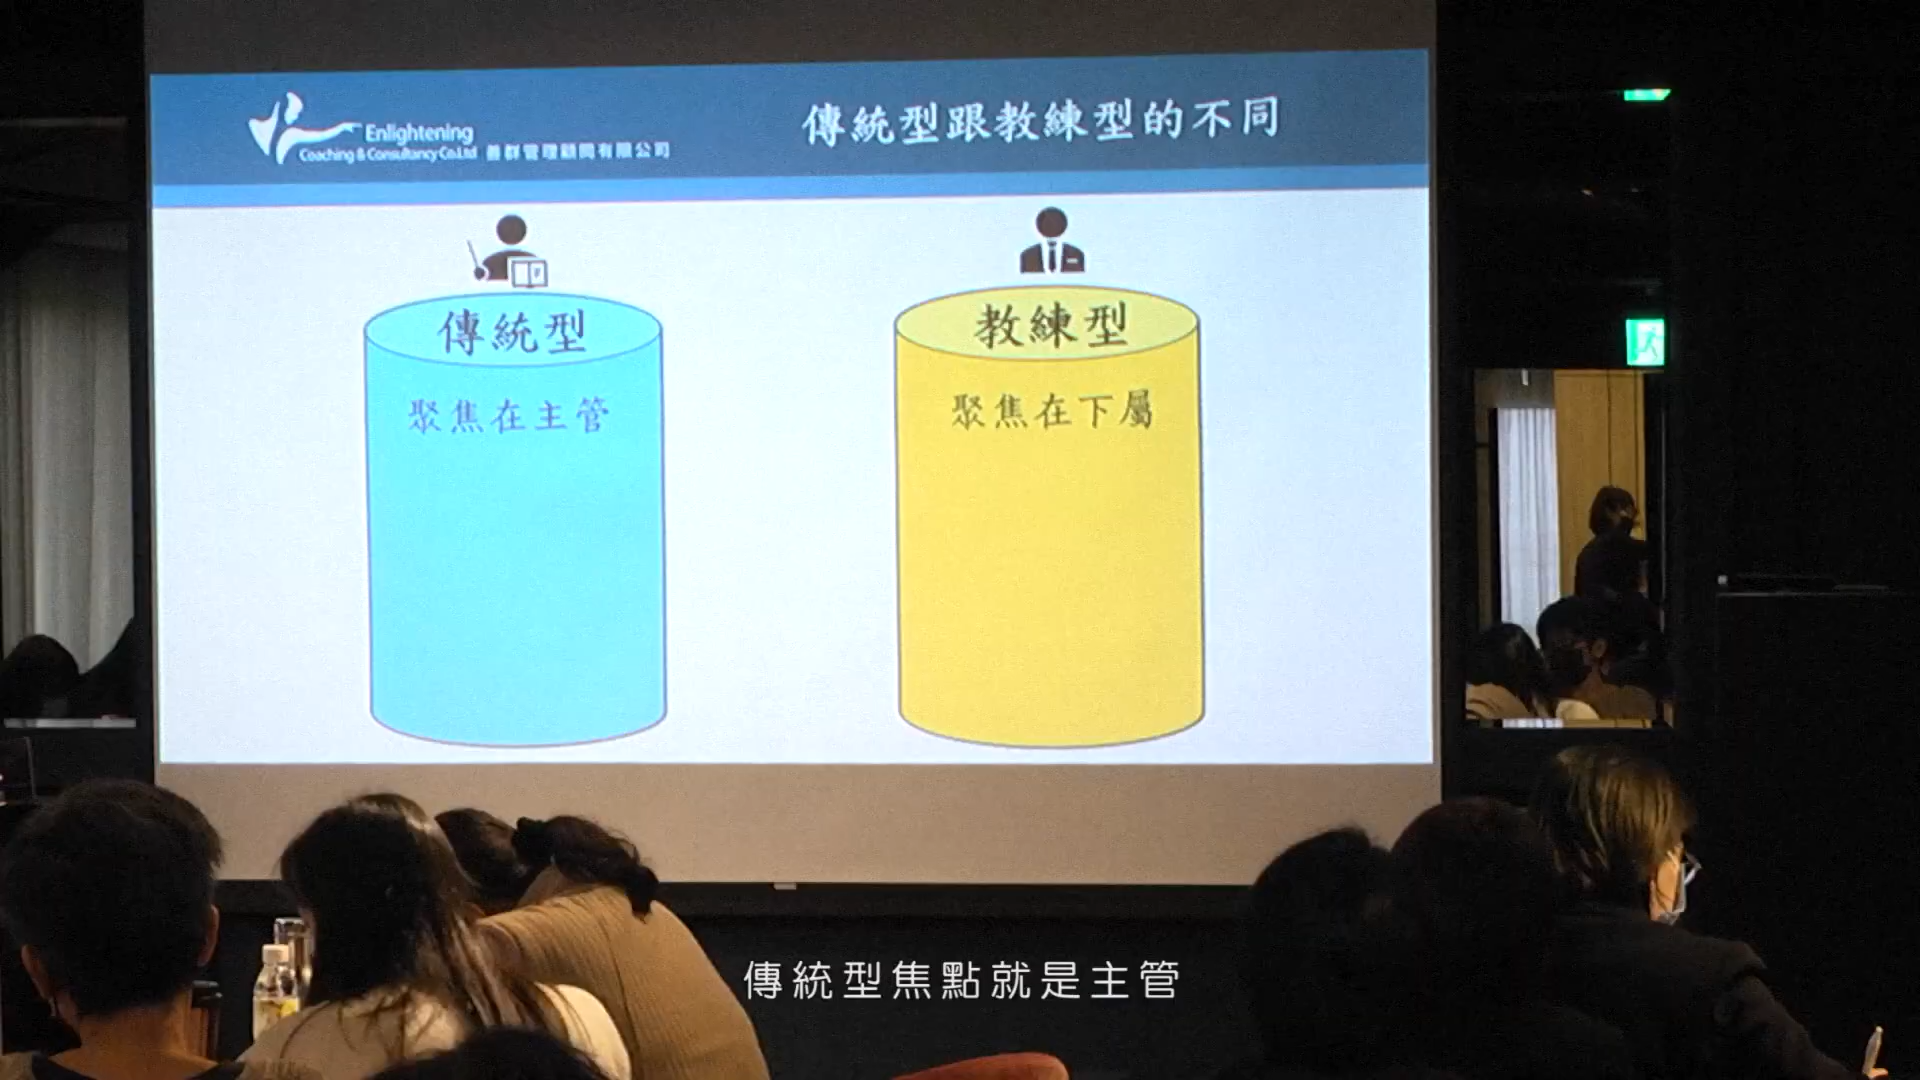 Enlightening
Coaching & Consultancy Co.Ltd 善群管理顧問有限公司
傳統型跟教練型的不同
傳統型
聚焦在主管
教練型
聚焦在下屬
傳統型焦點就是主管